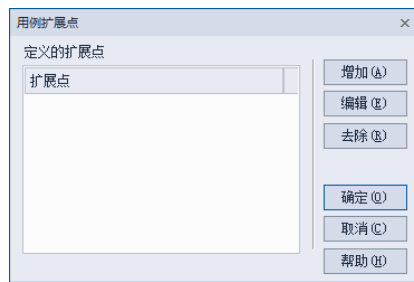 用例扩展点
定义的扩展点
扩展点
增加(A)
编辑(E)
去除(R)
确定(O)
取消(C)
帮助(H)